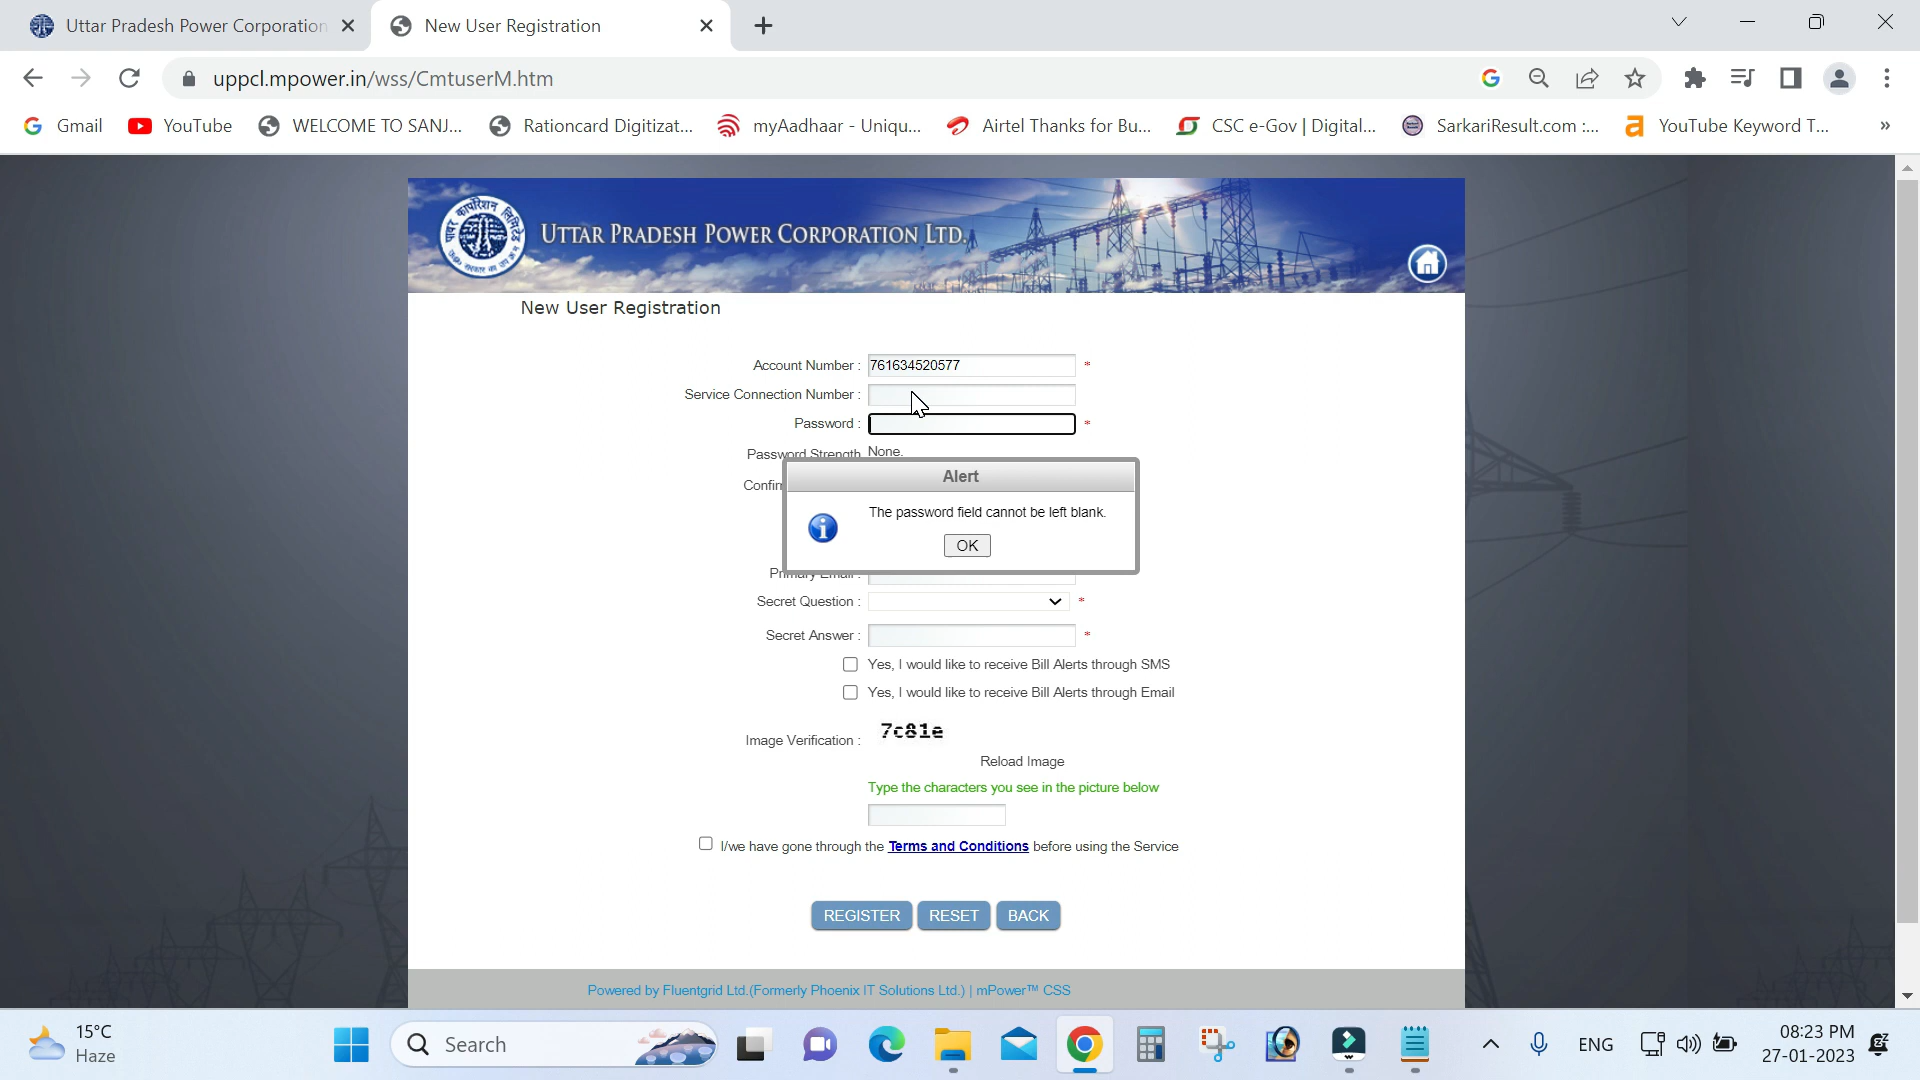 Uttar Pradesh Power Corporation
New User Registration
uppcl.mpower.in/wss/CmtuserM.htm
Gmail
YouTube
WELCOME TO SANJ...
Rationcard Digitizat...
myAadhaar - Uniqu...
Airtel Thanks for Bu...
CSC e-Gov | Digital...
SarkariResult.com :...
YouTube Keyword T...
»
UTTAR PRADESH POWER CORPORATION LTD.
New User Registration
Account Number : 761634520577 *
Service Connection Number :
Password : *
Password Strength None.
Confir
Alert
The password field cannot be left blank.
OK
Primary Email :
Secret Question : *
Secret Answer : *
Yes, I would like to receive Bill Alerts through SMS
Yes, I would like to receive Bill Alerts through Email
Image Verification : 7c81e
Reload Image
Type the characters you see in the picture below
I/we have gone through the Terms and Conditions before using the Service
REGISTER RESET BACK
Powered by Fluentgrid Ltd.(Formerly Phoenix IT Solutions Ltd.) | mPower™ CSS
15°C
Haze
Search
ENG
08:23 PM
27-01-2023